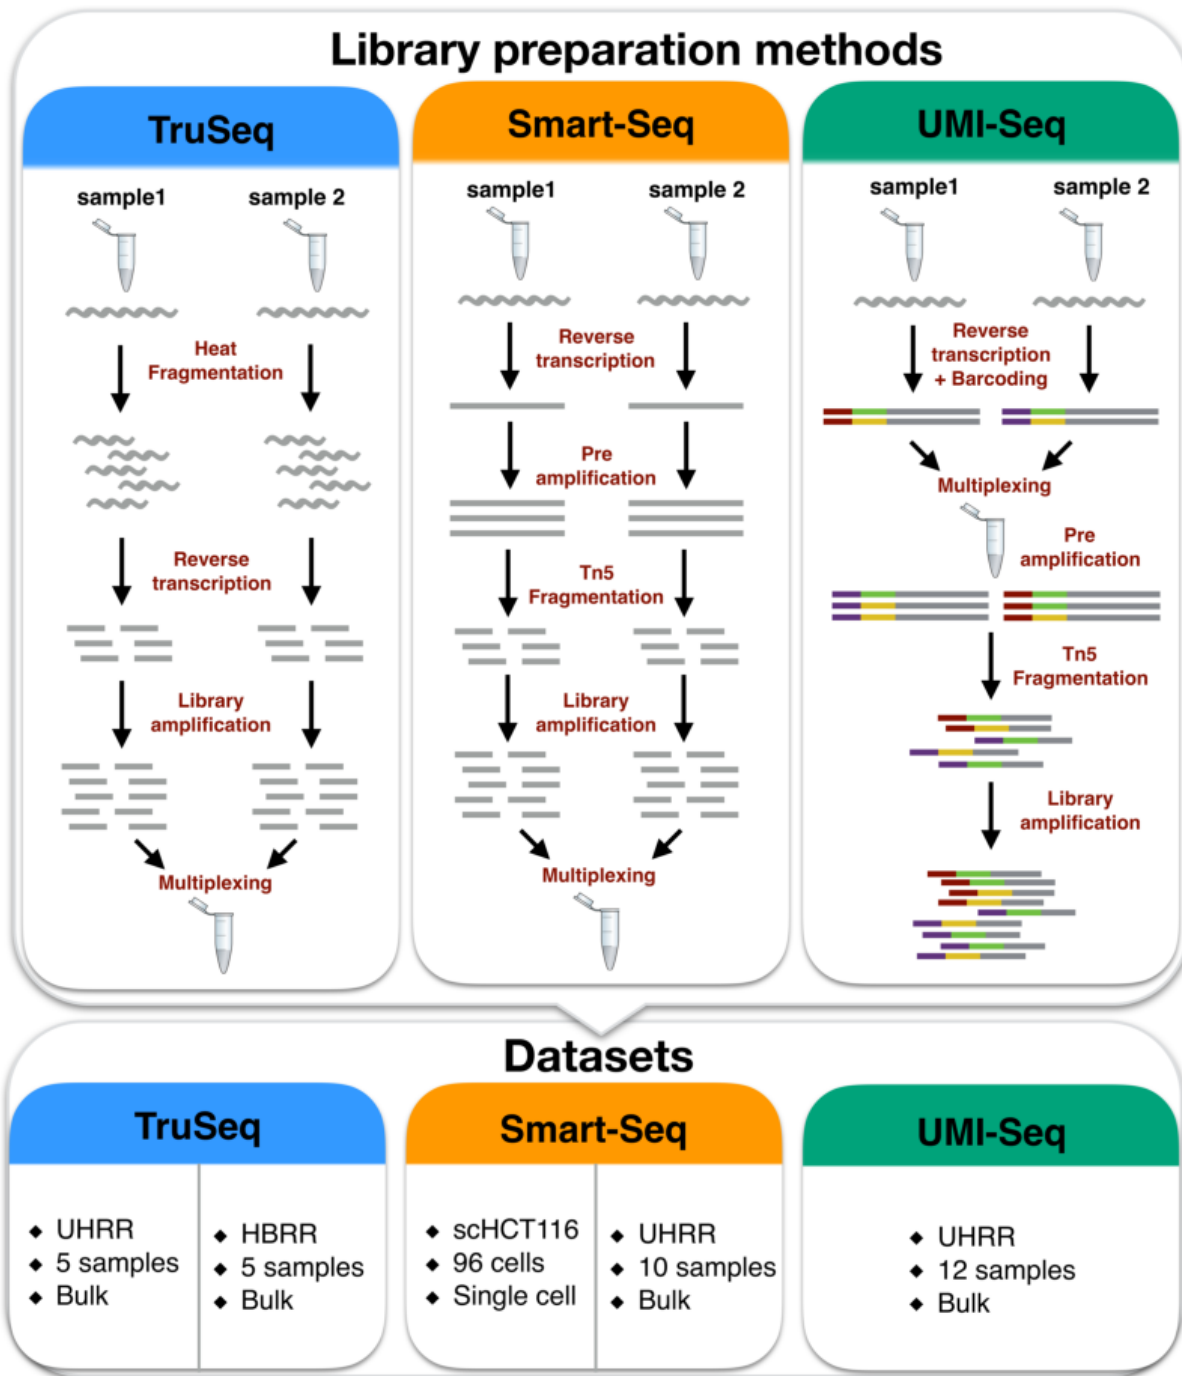 Library preparation methods
TruSeq
sample1
sample 2
Heat
Fragmentation
Reverse
transcription
Library
amplification
Multiplexing
Smart-Seq
sample1
sample 2
Reverse
transcription
Pre
amplification
Tn5
Fragmentation
Library
amplification
Multiplexing
UMI-Seq
sample1
sample 2
Reverse
transcription
+ Barcoding
Multiplexing
Pre
amplification
Tn5
Fragmentation
Library
amplification
Datasets
TruSeq
◆ UHRR
◆ 5 samples
◆ Bulk
◆ HBRR
◆ 5 samples
◆ Bulk
Smart-Seq
◆ scHCT116
◆ 96 cells
◆ Single cell
◆ UHRR
◆ 10 samples
◆ Bulk
UMI-Seq
◆ UHRR
◆ 12 samples
◆ Bulk